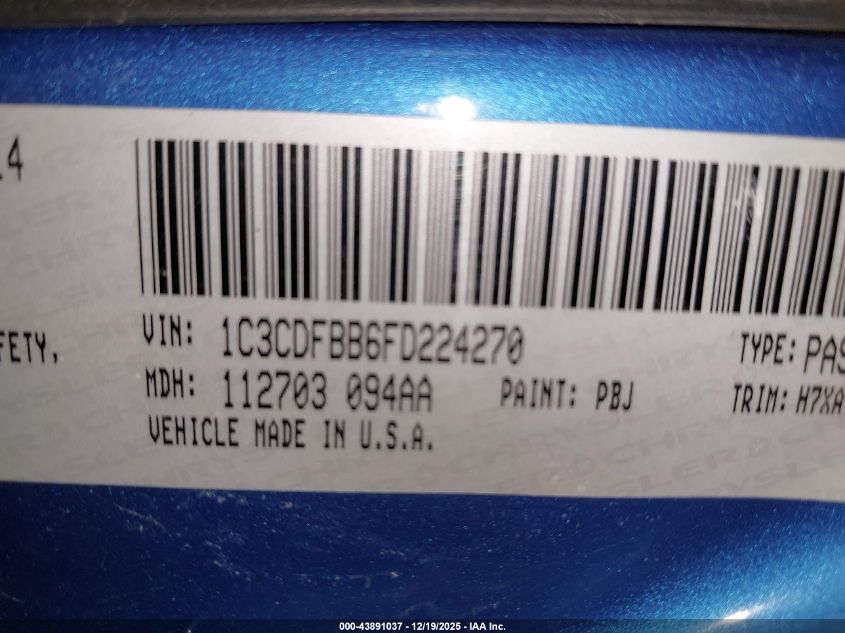 .4
VIN: 1C3CDFBB6FD224270
FETY.
TYPE: PAS
MDH: 112703 094AA
PAINT: PBJ
TRIM: H7XA
VEHICLE MADE IN U.S.A.
000-43891037 - 12/19/2025 - IAA Inc.